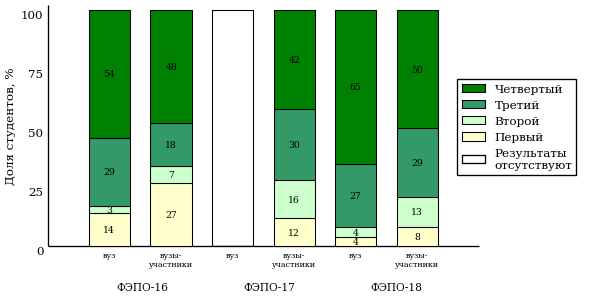 Доля студентов, %
100
75
50
25
0
54
29
3
14
48
18
7
27
42
30
16
12
65
27
4
4
50
29
13
8
вуз
вузы-
участники
вуз
вузы-
участники
вуз
вузы-
участники
ФЭПО-16
ФЭПО-17
ФЭПО-18
Четвертый
Третий
Второй
Первый
Результаты
отсутствуют